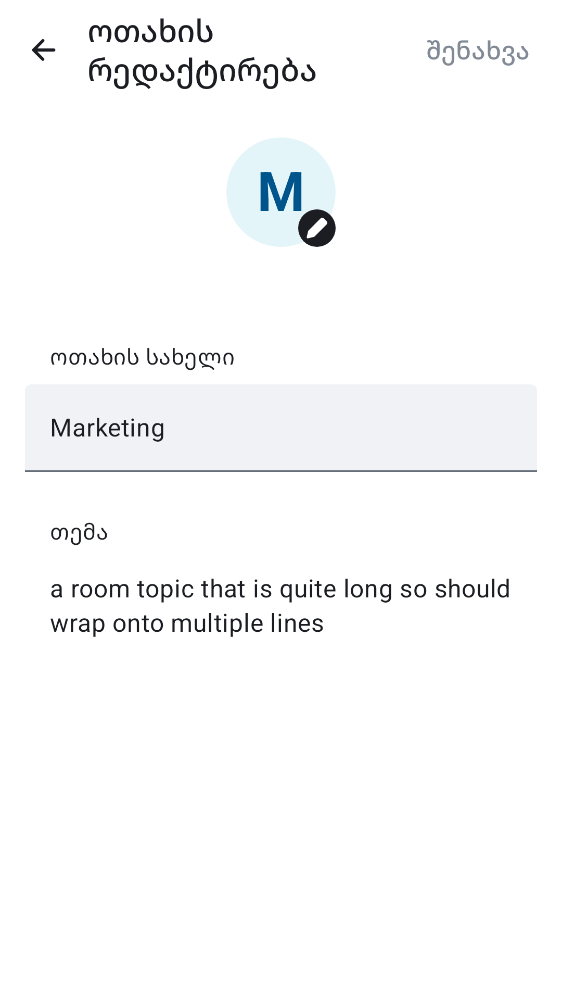 ოთახის
რედაქტირება
შენახვა
M
ოთახის სახელი
Marketing
თემა
a room topic that is quite long so should
wrap onto multiple lines